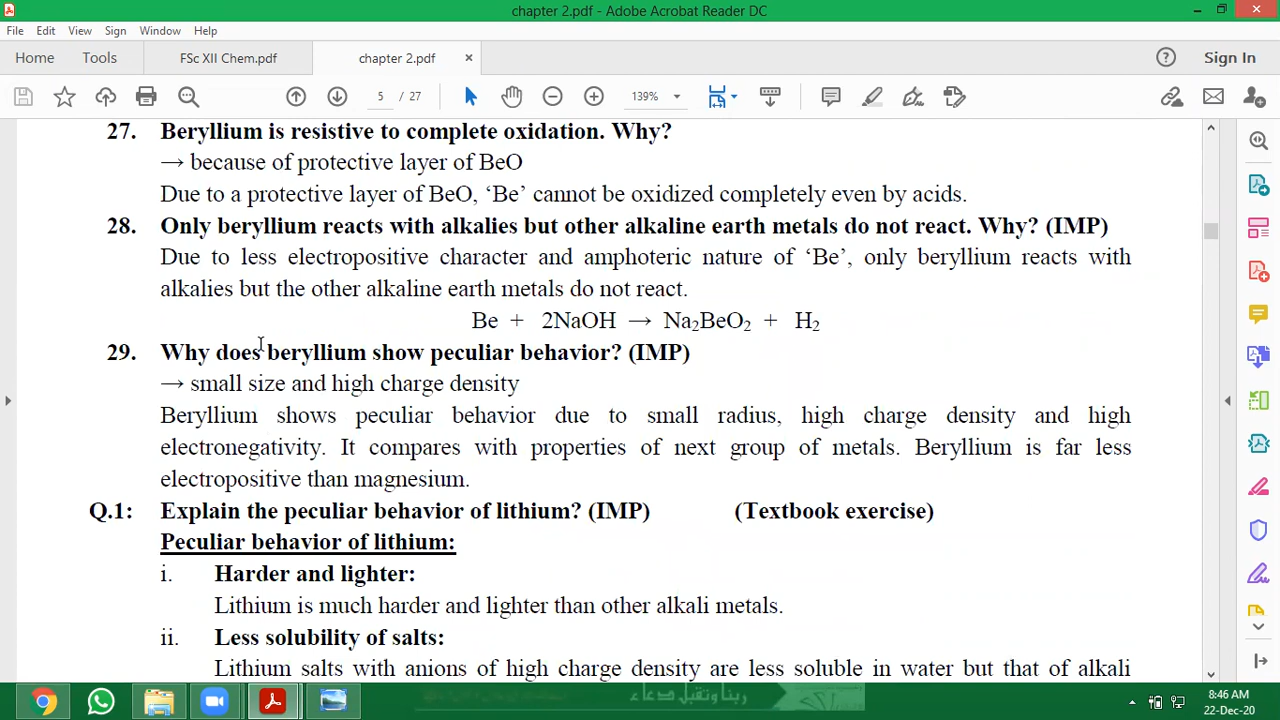 chapter 2.pdf - Adobe Acrobat Reader DC
File Edit View Sign Window Help
Home Tools FSc XII Chem.pdf chapter 2.pdf × Sign In
5 / 27 139%
27. Beryllium is resistive to complete oxidation. Why?
→ because of protective layer of BeO
Due to a protective layer of BeO, ‘Be’ cannot be oxidized completely even by acids.
28. Only beryllium reacts with alkalies but other alkaline earth metals do not react. Why? (IMP)
Due to less electropositive character and amphoteric nature of ‘Be’, only beryllium reacts with
alkalies but the other alkaline earth metals do not react.
Be + 2NaOH → Na₂BeO₂ + H₂
29. Why does beryllium show peculiar behavior? (IMP)
→ small size and high charge density
Beryllium shows peculiar behavior due to small radius, high charge density and high
electronegativity. It compares with properties of next group of metals. Beryllium is far less
electropositive than magnesium.
Q.1: Explain the peculiar behavior of lithium? (IMP) (Textbook exercise)
Peculiar behavior of lithium:
i. Harder and lighter:
Lithium is much harder and lighter than other alkali metals.
ii. Less solubility of salts:
Lithium salts with anions of high charge density are less soluble in water but that of alkali
ربنا وتقبل دعاء
8:46 AM
22-Dec-20